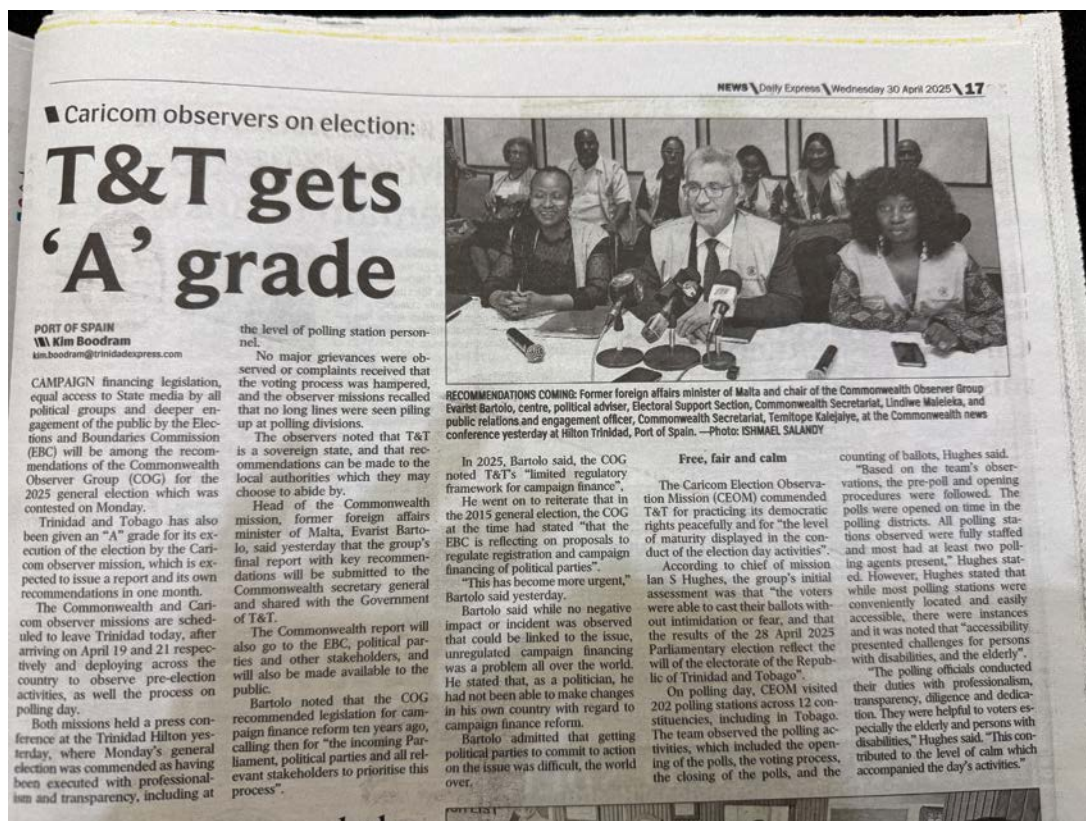 NEWS \ Daily Express \ Wednesday 30 April 2025 \ 17
Caricom observers on election:
T&T gets
‘A’ grade
PORT OF SPAIN
Kim Boodram
kim.boodram@trinidadexpress.com
CAMPAIGN financing legislation,
equal access to State media by all
political groups and deeper en-
gagement of the public by the Elec-
tions and Boundaries Commission
(EBC) will be among the recom-
mendations of the Commonwealth
Observer Group (COG) for the
2025 general election which was
contested on Monday.
Trinidad and Tobago has also
been given an “A” grade for its ex-
ecution of the election by the Cari-
com observer mission, which is ex-
pected to issue a report and its own
recommendations in one month.
The Commonwealth and Cari-
com observer missions are sched-
uled to leave Trinidad today, after
arriving on April 19 and 21 respec-
tively and deploying across the
country to observe pre-election
activities, as well the process on
polling day.
Both missions held a press con-
ference at the Trinidad Hilton yes-
terday, where Monday’s general
election was commended as having
been executed with professional-
ism and transparency, including at
the level of polling station person-
nel.
No major grievances were ob-
served or complaints received that
the voting process was hampered,
and the observer missions recalled
that no long lines were seen piling
up at polling divisions.
The observers noted that T&T
is a sovereign state, and that rec-
ommendations can be made to the
local authorities which they may
choose to abide by.
Head of the Commonwealth
mission, former foreign affairs
minister of Malta, Evarist Barto-
lo, said yesterday that the group’s
final report with key recommen-
dations will be submitted to the
Commonwealth secretary general
and shared with the Government
of T&T.
The Commonwealth report will
also go to the EBC, political par-
ties and other stakeholders, and
will also be made available to the
public.
Bartolo noted that the COG
recommended legislation for cam-
paign finance reform ten years ago,
calling then for “the incoming Par-
liament, political parties and all rel-
evant stakeholders to prioritise this
process”.
RECOMMENDATIONS COMING: Former foreign affairs minister of Malta and chair of the Commonwealth Observer Group
Evarist Bartolo, centre, political adviser, Electoral Support Section, Commonwealth Secretariat, Lindiwe Maleleka, and
public relations and engagement officer, Commonwealth Secretariat, Temitope Kalejaiye, at the Commonwealth news
conference yesterday at Hilton Trinidad, Port of Spain. —Photo: ISHMAEL SALANDY
In 2025, Bartolo said, the COG
noted T&T’s “limited regulatory
framework for campaign finance”.
He went on to reiterate that in
the 2015 general election, the COG
at the time had stated “that the
EBC is reflecting on proposals to
regulate registration and campaign
financing of political parties”.
“This has become more urgent,”
Bartolo said yesterday.
Bartolo said while no negative
impact or incident was observed
that could be linked to the issue,
unregulated campaign financing
was a problem all over the world.
He stated that, as a politician, he
had not been able to make changes
in his own country with regard to
campaign finance reform.
Bartolo admitted that getting
political parties to commit to action
on the issue was difficult, the world
over.
Free, fair and calm
The Caricom Election Observa-
tion Mission (CEOM) commended
T&T for practicing its democratic
rights peacefully and for “the level
of maturity displayed in the con-
duct of the election day activities”.
According to chief of mission
Ian S Hughes, the group’s initial
assessment was that “the voters
were able to cast their ballots with-
out intimidation or fear, and that
the results of the 28 April 2025
Parliamentary election reflect the
will of the electorate of the Repub-
lic of Trinidad and Tobago”.
On polling day, CEOM visited
202 polling stations across 12 con-
stituencies, including in Tobago.
The team observed the polling ac-
tivities, which included the open-
ing of the polls, the voting process,
the closing of the polls, and the
counting of ballots, Hughes said.
“Based on the team’s obser-
vations, the pre-poll and opening
procedures were followed. The
polls were opened on time in the
polling districts. All polling sta-
tions observed were fully staffed
and most had at least two poll-
ing agents present,” Hughes stat-
ed. However, Hughes stated that
while most polling stations were
conveniently located and easily
accessible, there were instances
and it was noted that “accessibility
presented challenges for persons
with disabilities, and the elderly”.
“The polling officials conducted
their duties with professionalism,
transparency, diligence and dedica-
tion. They were helpful to voters es-
pecially the elderly and persons with
disabilities,” Hughes said. “This con-
tributed to the level of calm which
accompanied the day’s activities.”